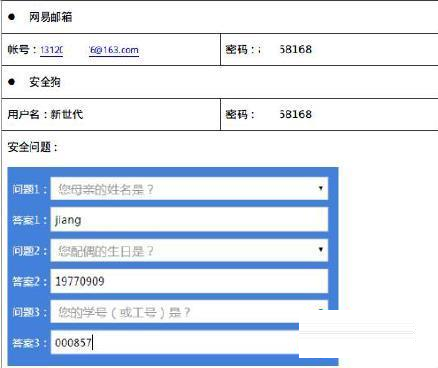 ● 网易邮箱
帐号：13120 6@163.com 密码： 58168
● 安全狗
用户名：新世代 密码： 58168
安全问题：
问题1： 您母亲的姓名是？
答案1： jiang
问题2： 您配偶的生日是？
答案2： 19770909
问题3： 您的学号（或工号）是？
答案3： 000857